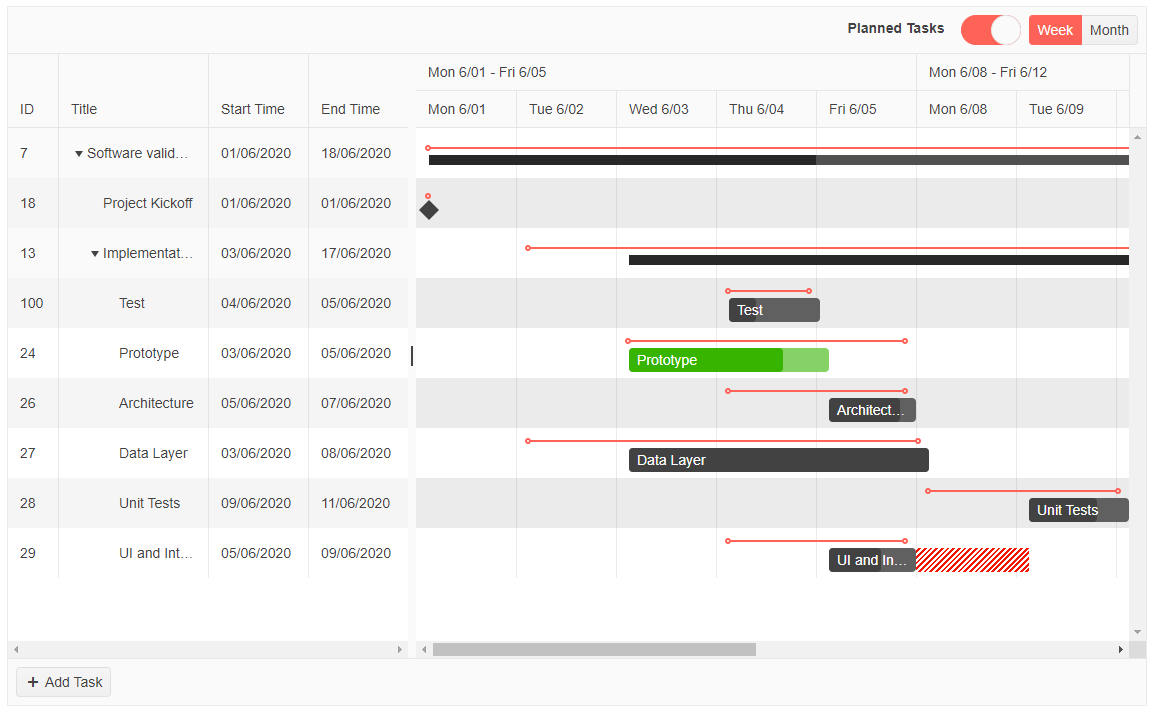 Planned Tasks Week Month
Mon 6/01 - Fri 6/05 Mon 6/08 - Fri 6/12
ID Title Start Time End Time Mon 6/01 Tue 6/02 Wed 6/03 Thu 6/04 Fri 6/05 Mon 6/08 Tue 6/09
7 Software valid... 01/06/2020 18/06/2020
18 Project Kickoff 01/06/2020 01/06/2020
13 Implementat... 03/06/2020 17/06/2020
100 Test 04/06/2020 05/06/2020 Test
24 Prototype 03/06/2020 05/06/2020 Prototype
26 Architecture 05/06/2020 07/06/2020 Architect...
27 Data Layer 03/06/2020 08/06/2020 Data Layer
28 Unit Tests 09/06/2020 11/06/2020 Unit Tests
29 UI and Int... 05/06/2020 09/06/2020 UI and In...
+ Add Task